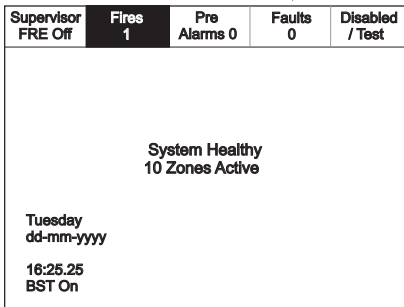 Supervisor Fires Pre Faults Disabled
FRE Off 1 Alarms 0 0 / Test
System Healthy
10 Zones Active
Tuesday
dd-mm-yyyy
16:25.25
BST On